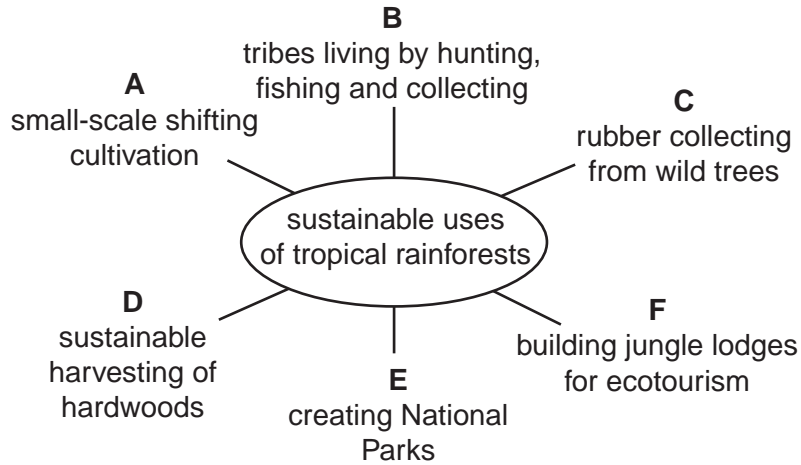 B
tribes living by hunting,
fishing and collecting
A
small-scale shifting
cultivation
C
rubber collecting
from wild trees
sustainable uses
of tropical rainforests
D
sustainable
harvesting of
hardwoods
E
creating National
Parks
F
building jungle lodges
for ecotourism